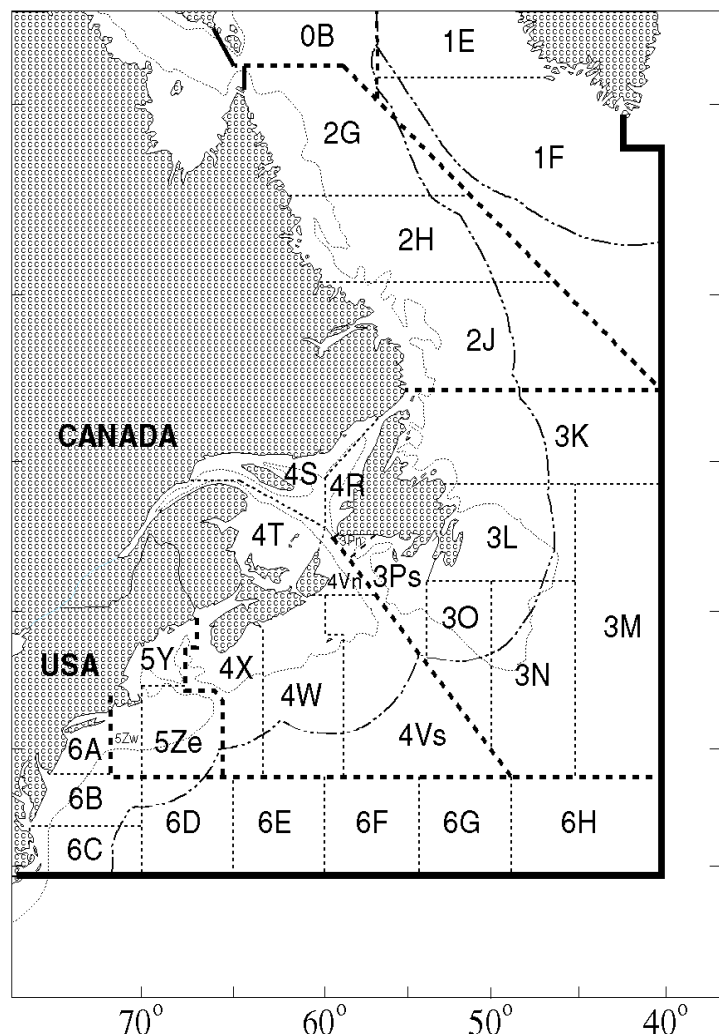 0B
1E
2G
1F
2H
2J
CANADA
3K
4S
4R
4T
3Pn
3L
4Vn
3Ps
3O
3M
5Y
USA
4X
3N
4W
5Zw
5Ze
4Vs
6A
6B
6D
6E
6F
6G
6H
6C
70° 60° 50° 40°